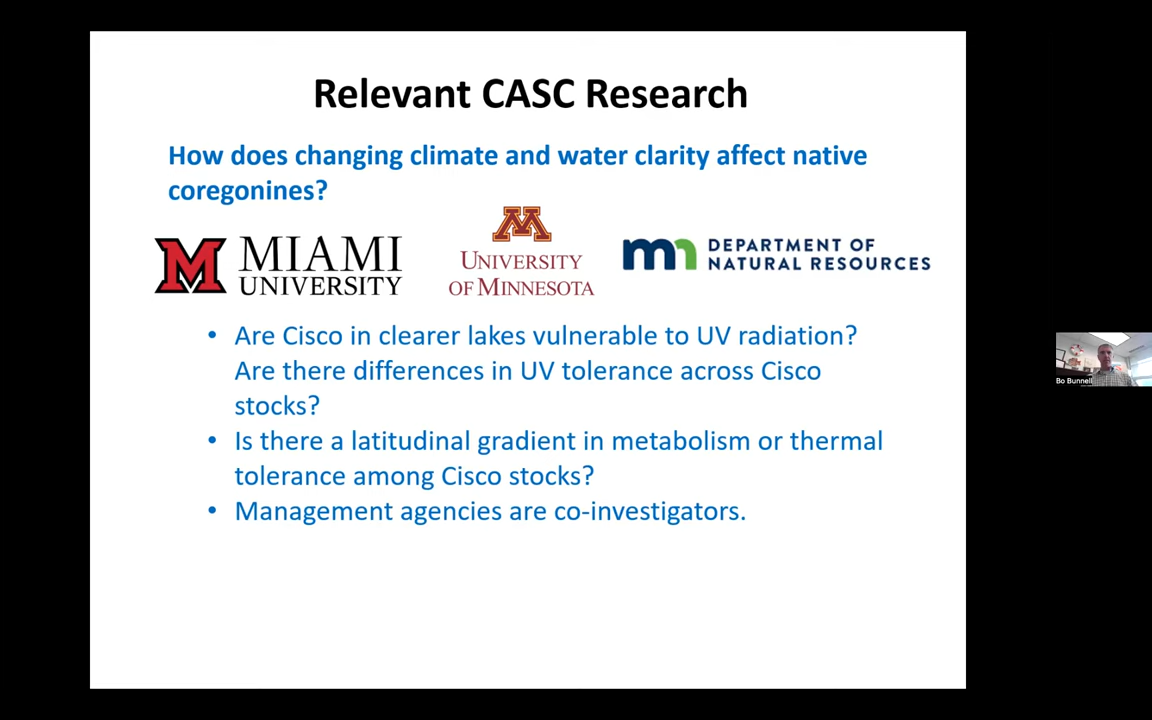 Relevant CASC Research
How does changing climate and water clarity affect native
coregonines?
M
MIAMI
UNIVERSITY
M
UNIVERSITY
OF MINNESOTA
mn
DEPARTMENT OF
NATURAL RESOURCES
• Are Cisco in clearer lakes vulnerable to UV radiation?
Are there differences in UV tolerance across Cisco
stocks?
• Is there a latitudinal gradient in metabolism or thermal
tolerance among Cisco stocks?
• Management agencies are co-investigators.
Bo Bunnell